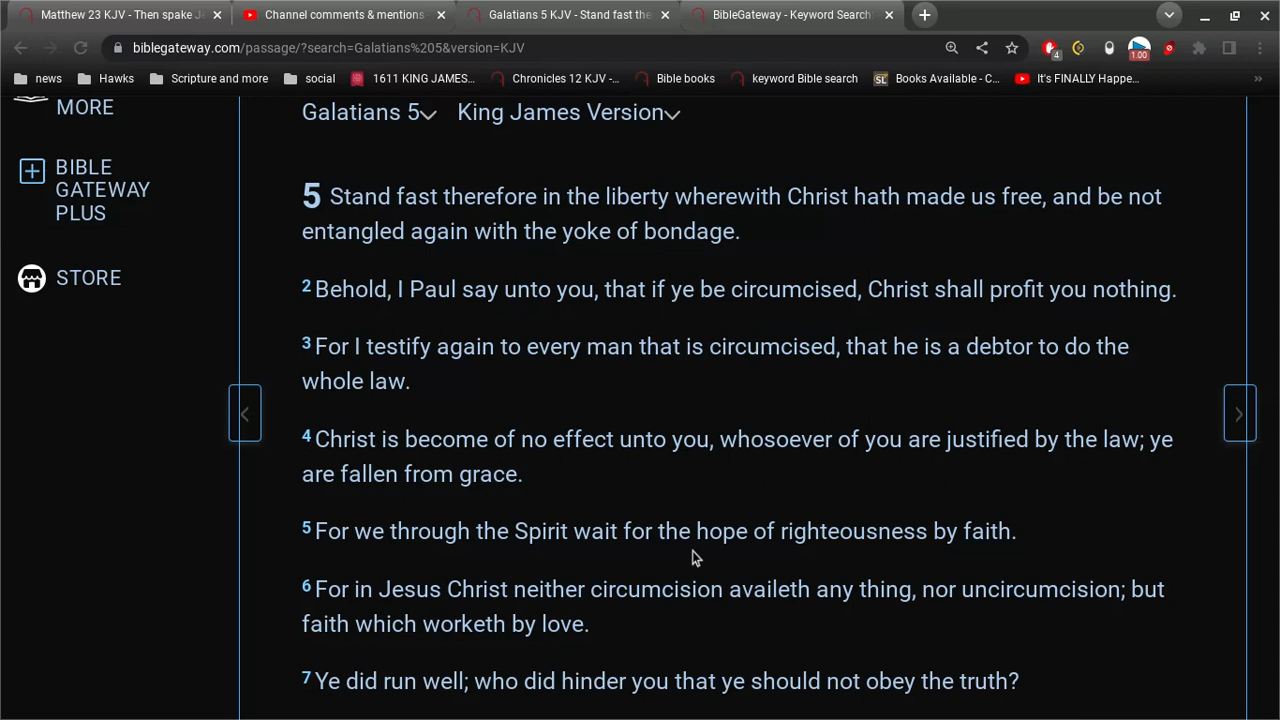 Matthew 23 KJV - Then spake Je
Channel comments & mentions -
Galatians 5 KJV - Stand fast the
BibleGateway - Keyword Search:
biblegateway.com/passage/?search=Galatians%205&version=KJV
4
1.00
news
Hawks
Scripture and more
social
1611 KING JAMES...
Chronicles 12 KJV -...
Bible books
keyword Bible search
SL
Books Available - C...
It's FINALLY Happe...
»
MORE
Galatians 5
King James Version
BIBLE
GATEWAY
PLUS
STORE
5 Stand fast therefore in the liberty wherewith Christ hath made us free, and be not
entangled again with the yoke of bondage.
2 Behold, I Paul say unto you, that if ye be circumcised, Christ shall profit you nothing.
3 For I testify again to every man that is circumcised, that he is a debtor to do the
whole law.
4 Christ is become of no effect unto you, whosoever of you are justified by the law; ye
are fallen from grace.
5 For we through the Spirit wait for the hope of righteousness by faith.
6 For in Jesus Christ neither circumcision availeth any thing, nor uncircumcision; but
faith which worketh by love.
7 Ye did run well; who did hinder you that ye should not obey the truth?